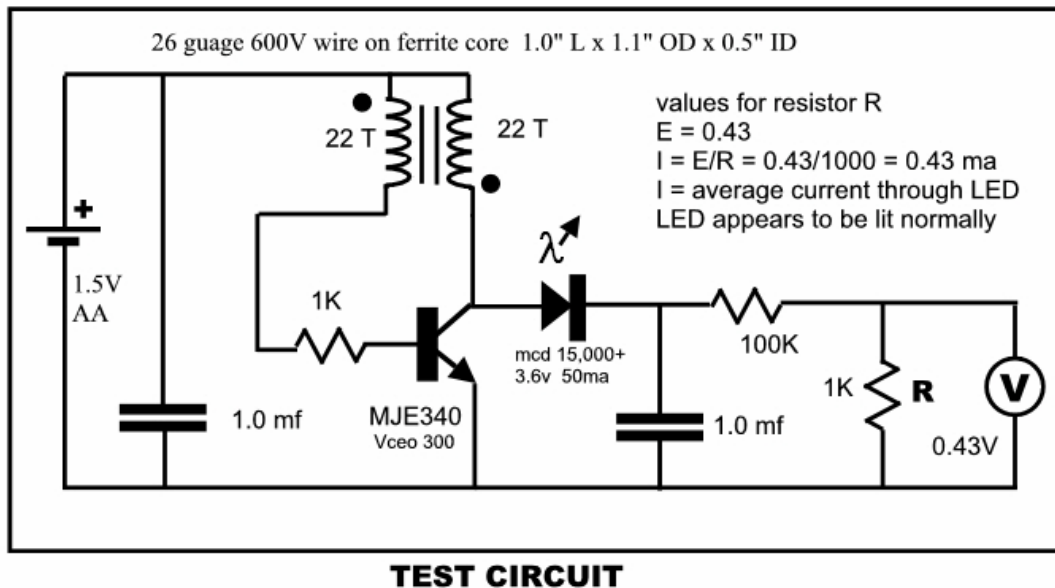 26 guage 600V wire on ferrite core 1.0" L x 1.1" OD x 0.5" ID
22 T
22 T
values for resistor R
E = 0.43
I = E/R = 0.43/1000 = 0.43 ma
I = average current through LED
LED appears to be lit normally
+
1.5V
AA
λ
1K
mcd 15,000+
3.6v 50ma
100K
1K
R
V
1.0 mf
MJE340
Vceo 300
1.0 mf
0.43V
TEST CIRCUIT